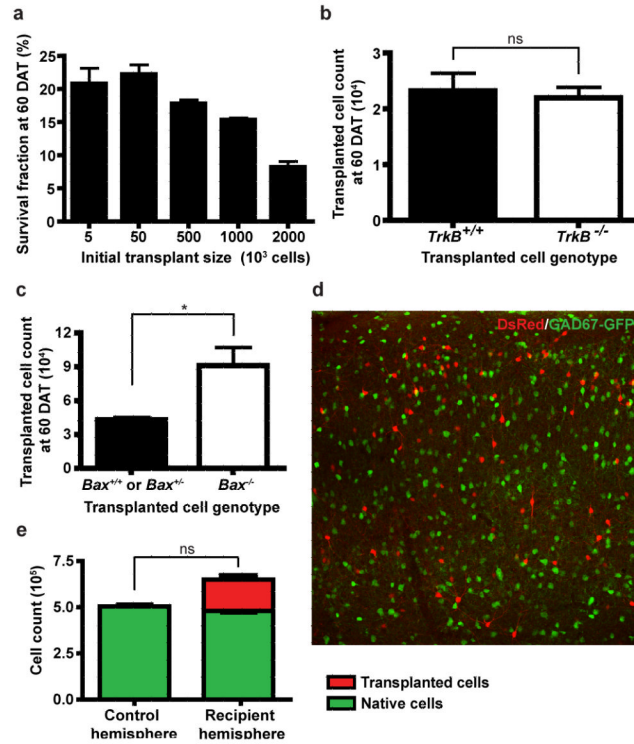 a
Survival fraction at 60 DAT (%)
25
20
15
10
5
0
5 50 500 1000 2000
Initial transplant size (10³ cells)
b
ns
Transplanted cell count
at 60 DAT (10⁴)
3
2
1
0
TrkB⁺/⁺ TrkB⁻/⁻
Transplanted cell genotype
c
*
Transplanted cell count
at 60 DAT (10⁴)
12
9
6
3
0
Bax⁺/⁺ or Bax⁺/⁻ Bax⁻/⁻
Transplanted cell genotype
d
DsRed/GAD67-GFP
e
ns
Cell count (10⁵)
7.5
5.0
2.5
0.0
Control
hemisphere
Recipient
hemisphere
Transplanted cells
Native cells